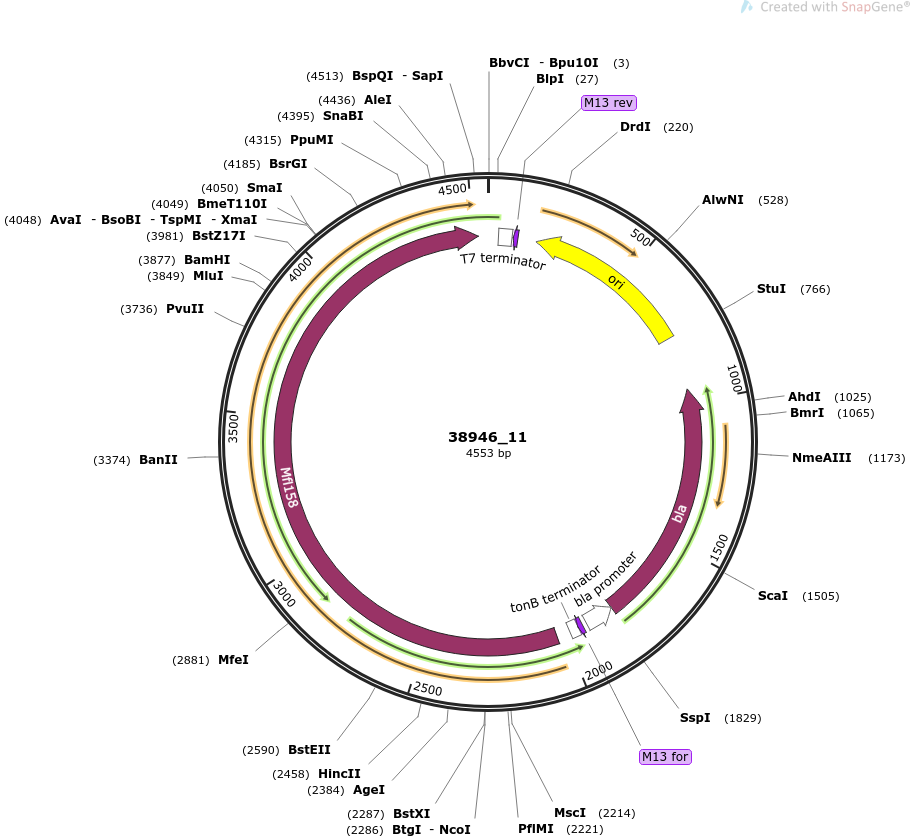 Created with SnapGene®
BbvCI - Bpu10I (3)
BlpI (27)
M13 rev
DrdI (220)
AlwNI (528)
StuI (766)
AhdI (1025)
BmrI (1065)
NmeAIII (1173)
ScaI (1505)
SspI (1829)
M13 for
MscI (2214)
PflMI (2221)
(2286) BtgI - NcoI
(2287) BstXI
(2384) AgeI
(2458) HincII
(2590) BstEII
(2881) MfeI
(3374) BanII
(3736) PvuII
(3849) MluI
(3877) BamHI
(3981) BstZ17I
(4048) AvaI - BsoBI - TspMI - XmaI
(4049) BmeT110I
(4050) SmaI
(4185) BsrGI
(4315) PpuMI
(4395) SnaBI
(4436) AleI
(4513) BspQI - SapI
500
1000
1500
2000
2500
3000
3500
4000
4500
T7 terminator
ori
bla
bla promoter
tonB terminator
Mfl158
38946_11
4553 bp